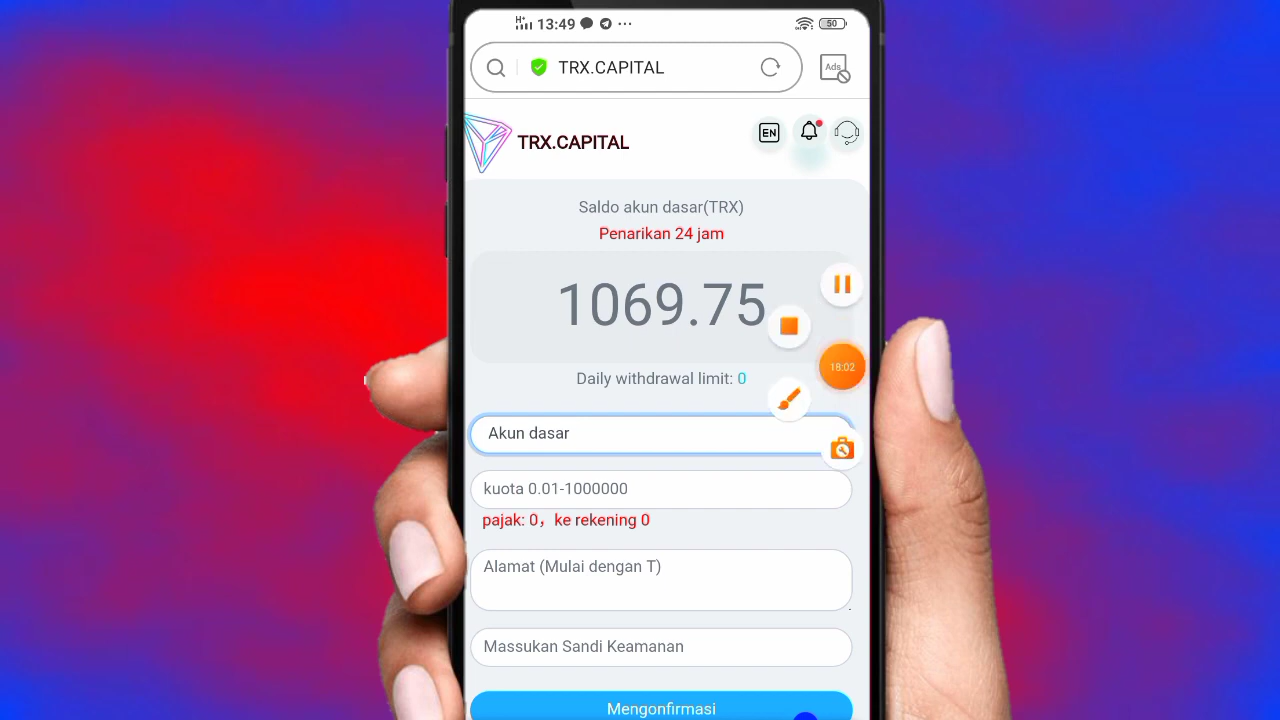 13:49
50
TRX.CAPITAL
Ads
TRX.CAPITAL
EN
Saldo akun dasar(TRX)
Penarikan 24 jam
1069.75
18:02
Daily withdrawal limit: 0
Akun dasar
kuota 0.01-1000000
pajak: 0，ke rekening 0
Alamat (Mulai dengan T)
Massukan Sandi Keamanan
Mengonfirmasi